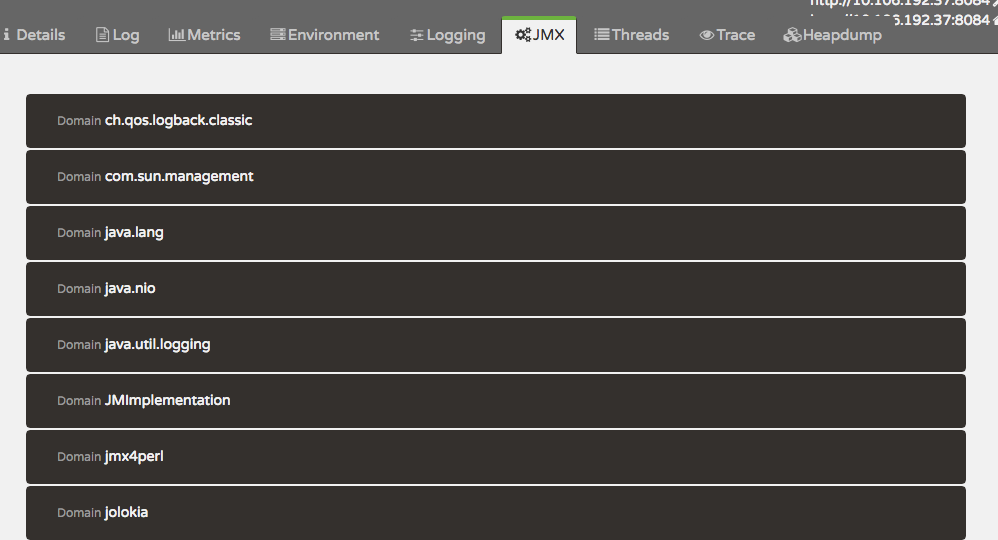 http://10.106.192.37:8084
.192.37:8084
Details Log Metrics Environment Logging JMX Threads Trace Heapdump
Domain ch.qos.logback.classic
Domain com.sun.management
Domain java.lang
Domain java.nio
Domain java.util.logging
Domain JMImplementation
Domain jmx4perl
Domain jolokia